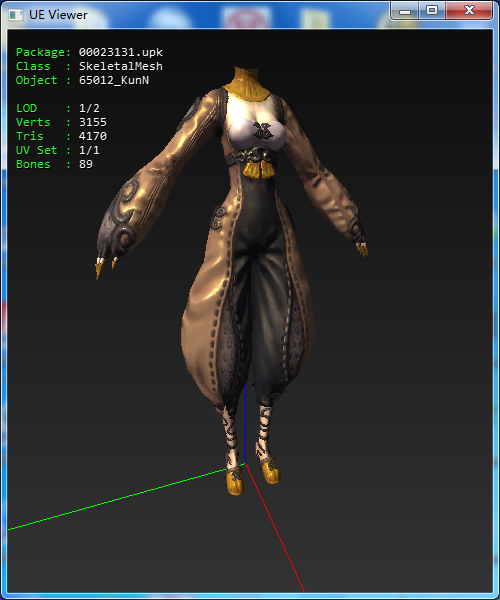 UE Viewer
Package: 00023131.upk
Class : SkeletalMesh
Object : 65012_KunN
LOD : 1/2
Verts : 3155
Tris : 4170
UV Set : 1/1
Bones : 89